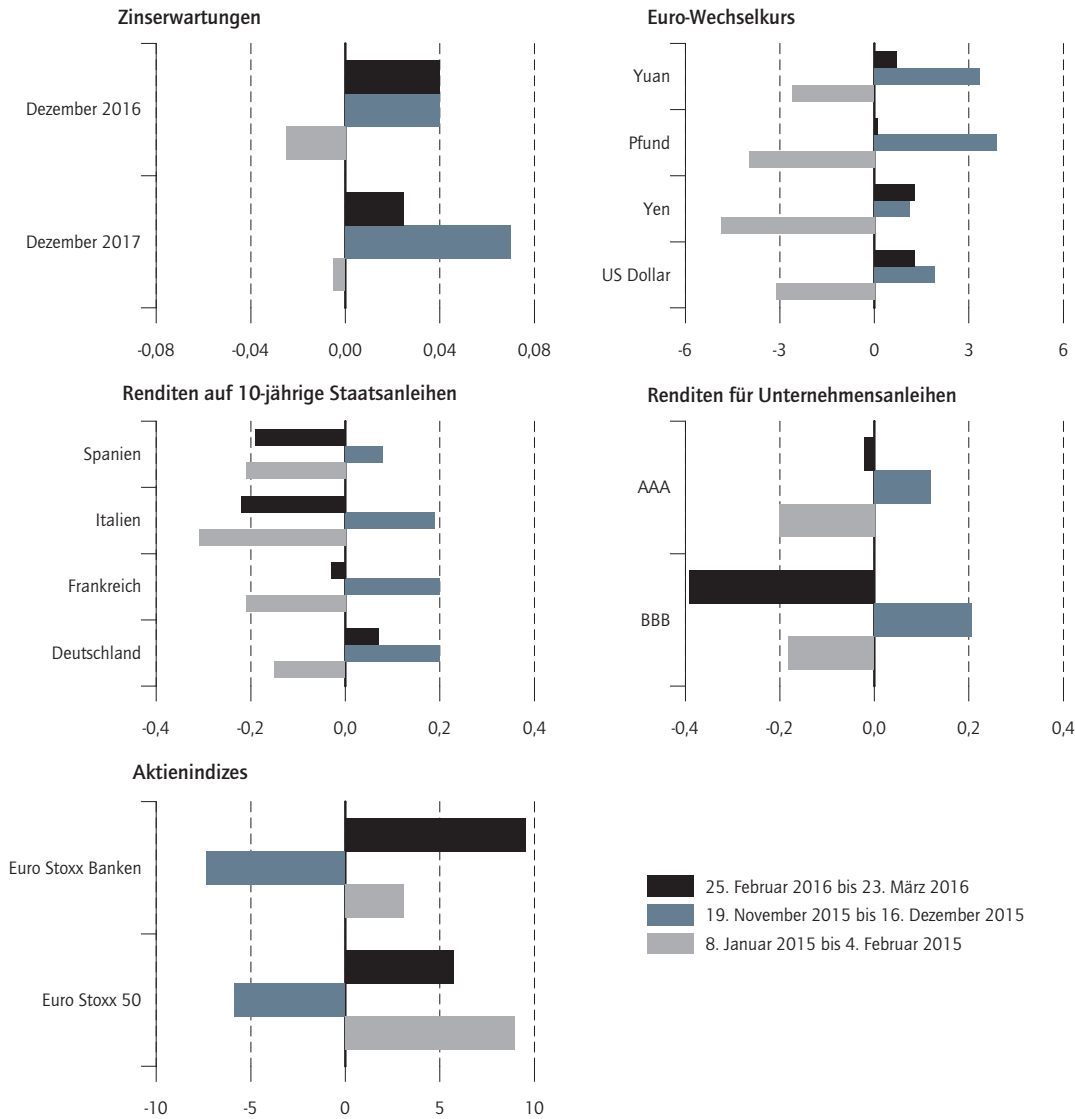 Zinserwartungen
Dezember 2016
Dezember 2017
-0,08 -0,04 0,00 0,04 0,08
Euro-Wechselkurs
Yuan
Pfund
Yen
US Dollar
-6 -3 0 3 6
Renditen auf 10-jährige Staatsanleihen
Spanien
Italien
Frankreich
Deutschland
-0,4 -0,2 0,0 0,2 0,4
Renditen für Unternehmensanleihen
AAA
BBB
-0,4 -0,2 0,0 0,2 0,4
Aktienindizes
Euro Stoxx Banken
Euro Stoxx 50
-10 -5 0 5 10
25. Februar 2016 bis 23. März 2016
19. November 2015 bis 16. Dezember 2015
8. Januar 2015 bis 4. Februar 2015